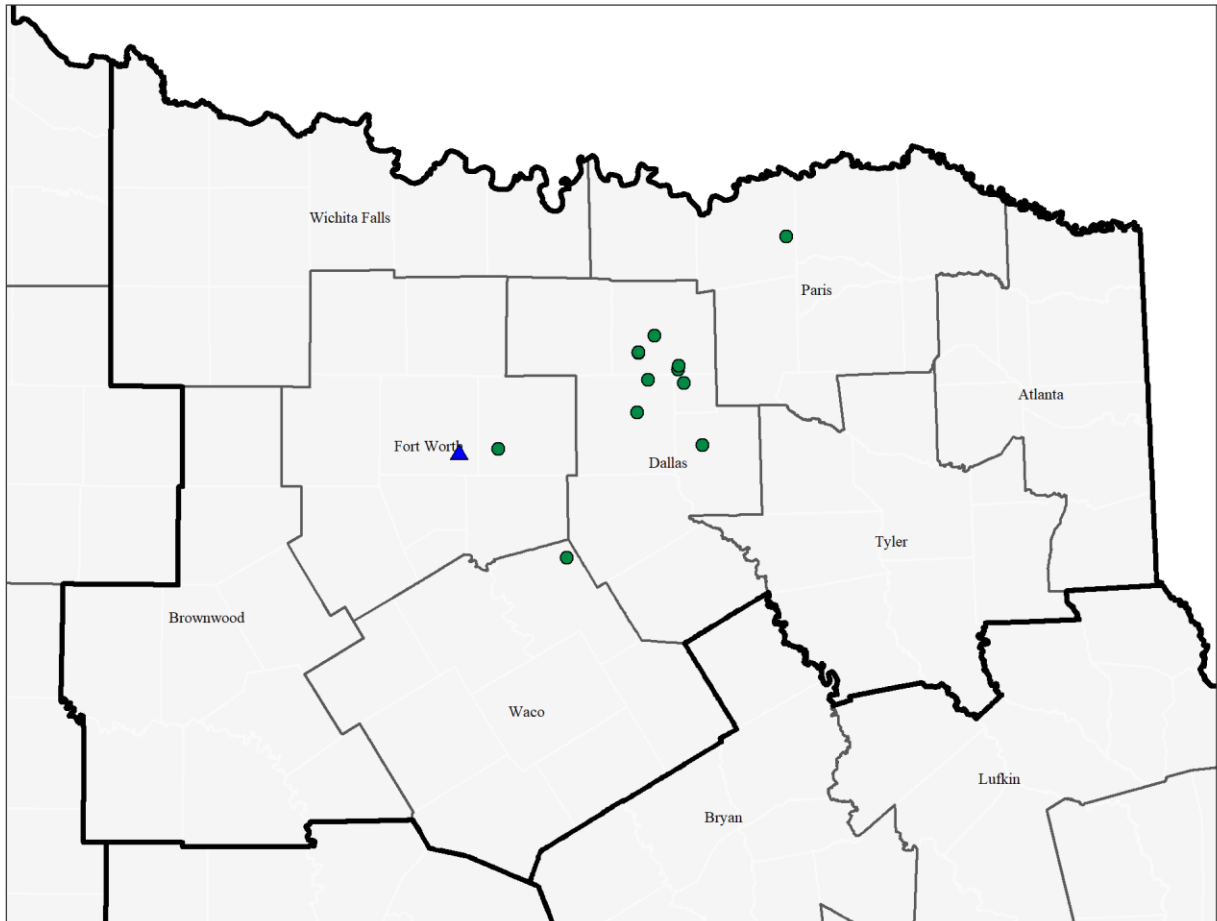 Wichita Falls
Paris
Atlanta
Fort Worth
Dallas
Tyler
Brownwood
Waco
Lufkin
Bryan